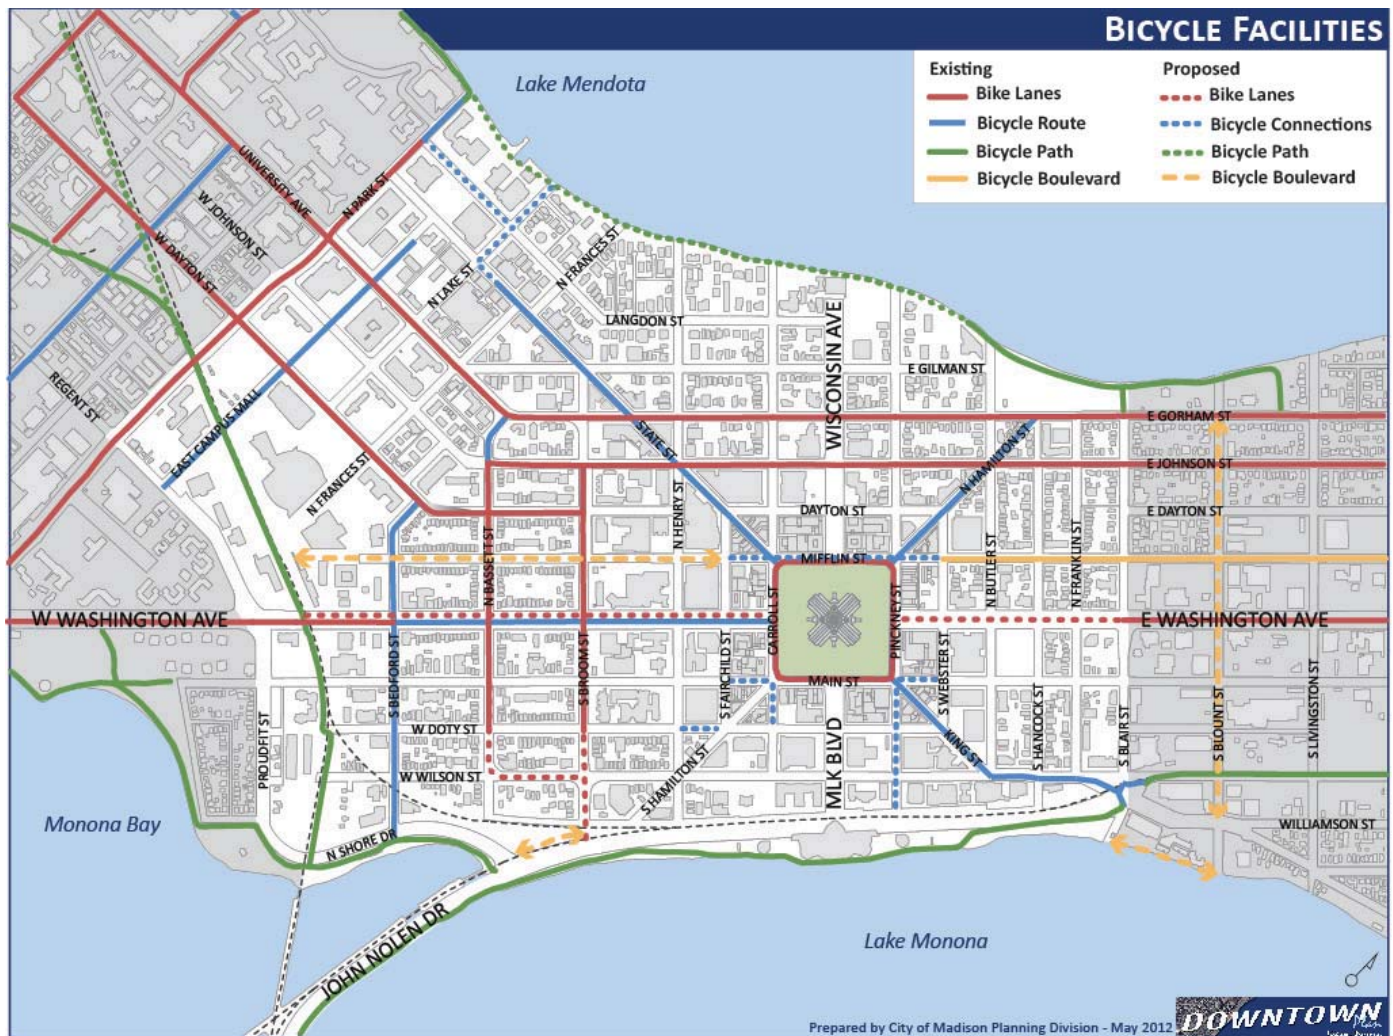 BICYCLE FACILITIES
Existing
Proposed
Bike Lanes
Bike Lanes
Bicycle Route
Bicycle Connections
Bicycle Path
Bicycle Path
Bicycle Boulevard
Bicycle Boulevard
Lake Mendota
UNIVERSITY AVE
N PARK ST
W JOHNSON ST
W DAYTON ST
N LAKE ST
N FRANCES ST
LANGDON ST
WISCONSIN AVE
E GILMAN ST
REGENT ST
EAST CAMPUS MALL
STATE ST
E GORHAM ST
N HAMILTON ST
E JOHNSON ST
N FRANCES ST
N HENRY ST
DAYTON ST
E DAYTON ST
N BASSETT ST
MIFFLIN ST
N BUTLER ST
N FRANKLIN ST
W WASHINGTON AVE
CARROLL ST
PINCKNEY ST
E WASHINGTON AVE
S BEDFORD ST
S BROOM ST
S FAIRCHILD ST
MAIN ST
S WEBSTER ST
PROUDFIT ST
W DOTY ST
MLK BLVD
KING ST
S HANCOCK ST
S BLAIR ST
S BLOUNT ST
S LIVINGSTON ST
W WILSON ST
S HAMILTON ST
Monona Bay
N SHORE DR
WILLIAMSON ST
JOHN NOLEN DR
Lake Monona
Prepared by City of Madison Planning Division - May 2012
DOWNTOWN
Plan